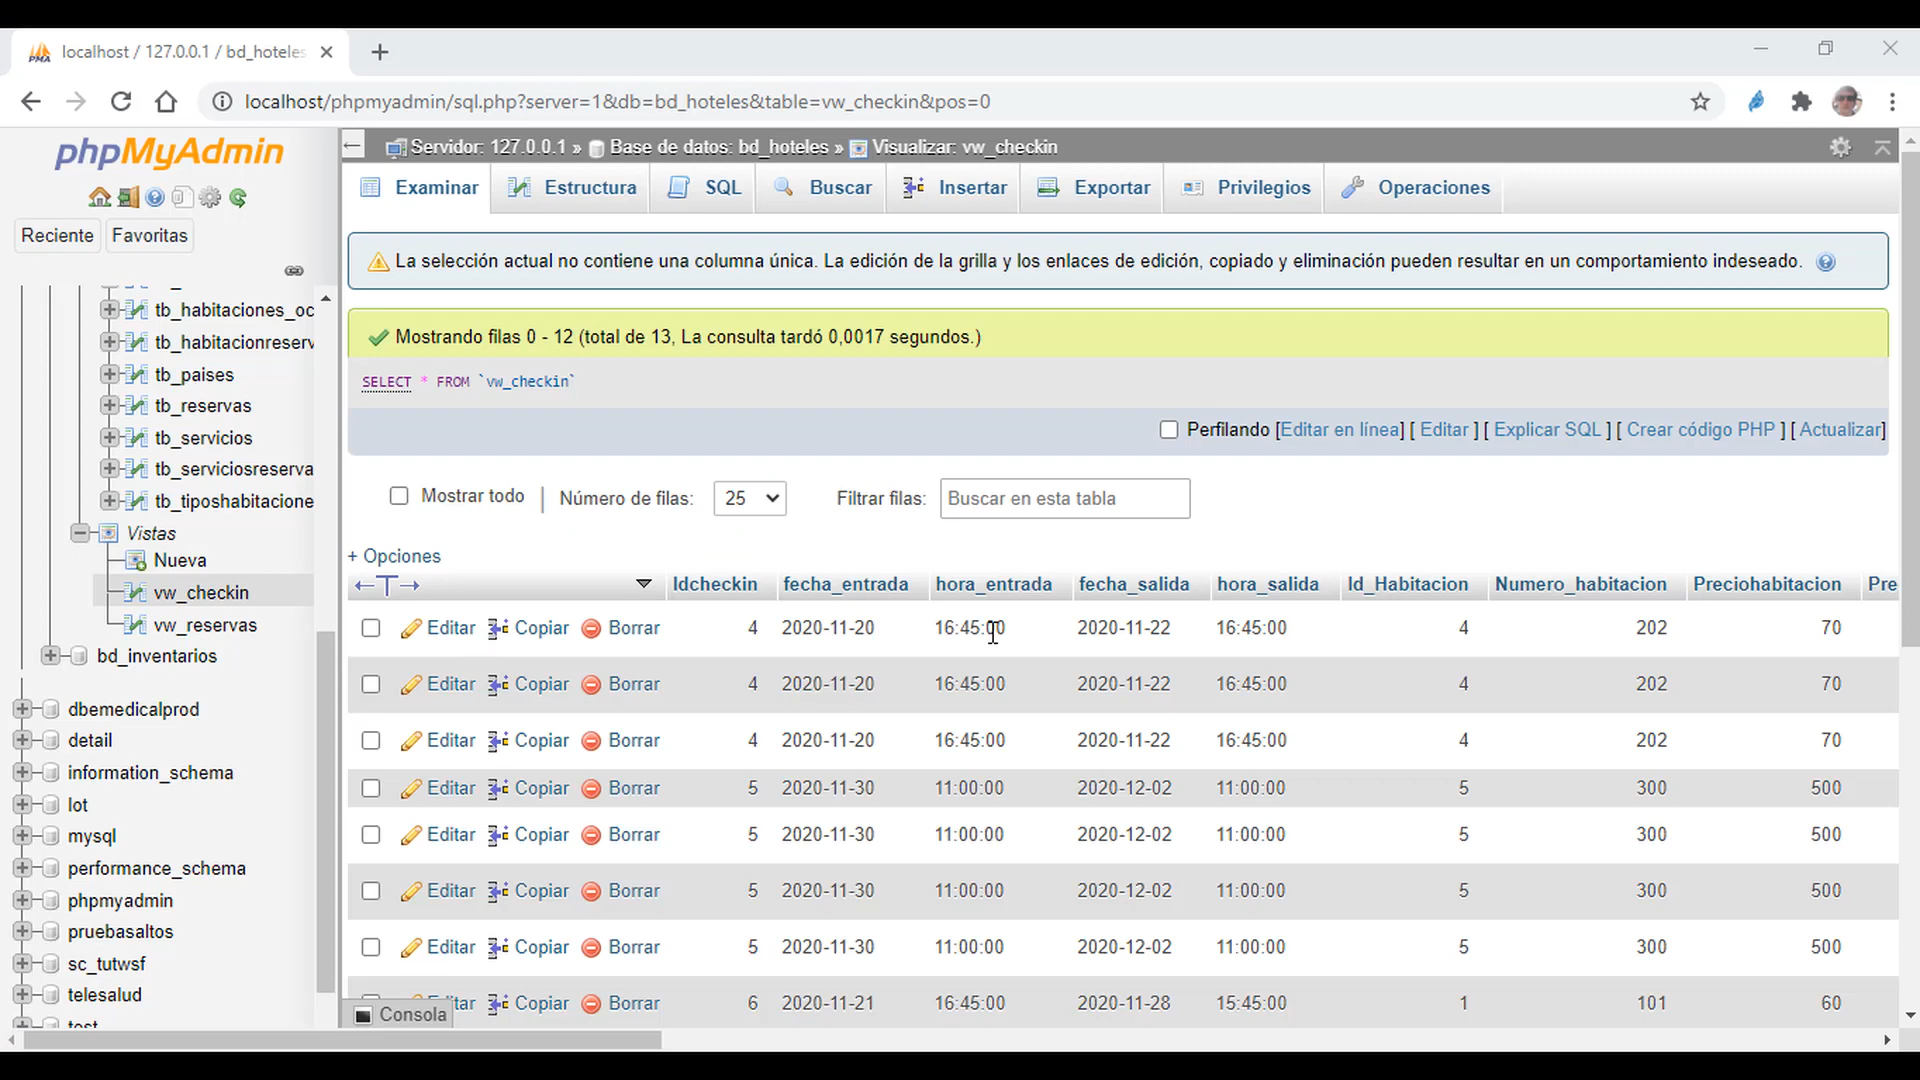 localhost / 127.0.0.1 / bd_hoteles
localhost/phpmyadmin/sql.php?server=1&db=bd_hoteles&table=vw_checkin&pos=0
phpMyAdmin
Reciente Favoritas
tb_habitaciones_oc
tb_habitacionreserv
tb_paises
tb_reservas
tb_servicios
tb_serviciosreserva
tb_tiposhabitacione
Vistas
Nueva
vw_checkin
vw_reservas
bd_inventarios
dbemedicalprod
detail
information_schema
lot
mysql
performance_schema
phpmyadmin
pruebasaltos
sc_tutwsf
telesalud
test
Servidor: 127.0.0.1 » Base de datos: bd_hoteles » Visualizar: vw_checkin
Examinar Estructura SQL Buscar Insertar Exportar Privilegios Operaciones
La selección actual no contiene una columna única. La edición de la grilla y los enlaces de edición, copiado y eliminación pueden resultar en un comportamiento indeseado.
Mostrando filas 0 - 12 (total de 13, La consulta tardó 0,0017 segundos.)
SELECT * FROM `vw_checkin`
Perfilando [Editar en línea] [ Editar ] [ Explicar SQL ] [ Crear código PHP ] [ Actualizar]
Mostrar todo | Número de filas: 25 Filtrar filas: Buscar en esta tabla
+ Opciones
←T→ Idcheckin fecha_entrada hora_entrada fecha_salida hora_salida Id_Habitacion Numero_habitacion Preciohabitacion Pre
Editar Copiar Borrar 4 2020-11-20 16:45:00 2020-11-22 16:45:00 4 202 70
Editar Copiar Borrar 4 2020-11-20 16:45:00 2020-11-22 16:45:00 4 202 70
Editar Copiar Borrar 4 2020-11-20 16:45:00 2020-11-22 16:45:00 4 202 70
Editar Copiar Borrar 5 2020-11-30 11:00:00 2020-12-02 11:00:00 5 300 500
Editar Copiar Borrar 5 2020-11-30 11:00:00 2020-12-02 11:00:00 5 300 500
Editar Copiar Borrar 5 2020-11-30 11:00:00 2020-12-02 11:00:00 5 300 500
Editar Copiar Borrar 5 2020-11-30 11:00:00 2020-12-02 11:00:00 5 300 500
Editar Copiar Borrar 6 2020-11-21 16:45:00 2020-11-28 15:45:00 1 101 60
Consola